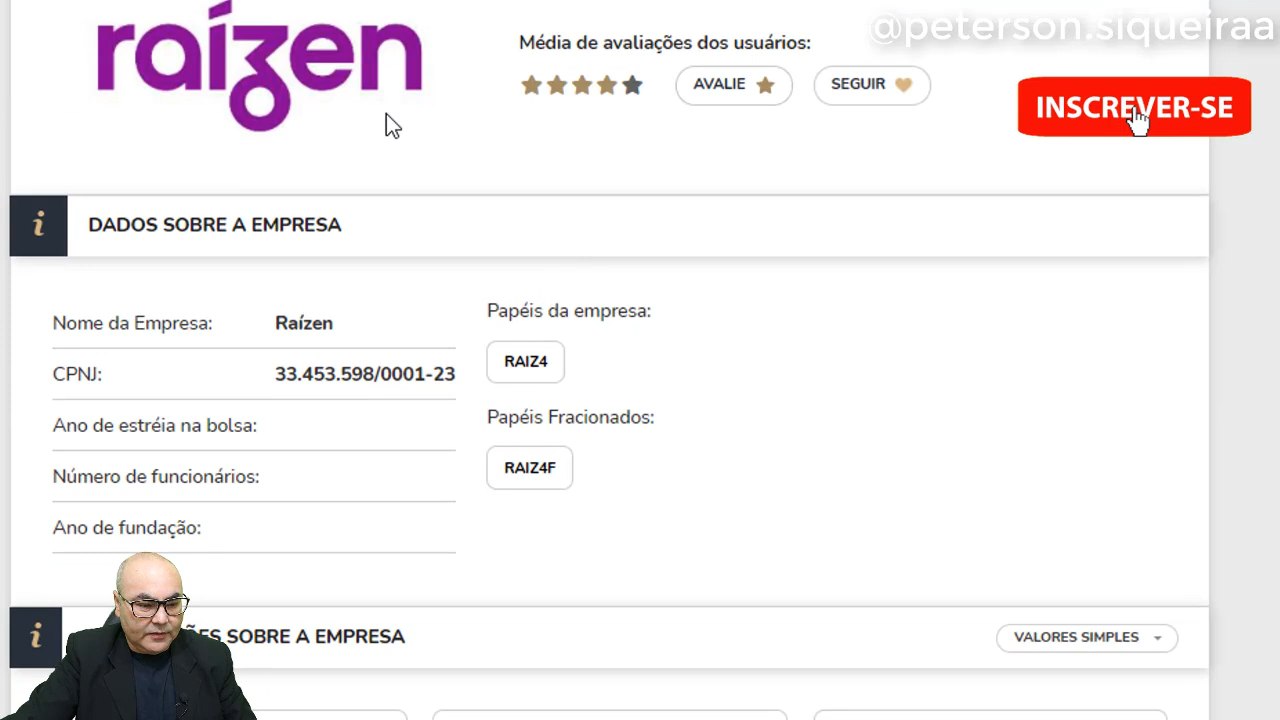 @peterson.siqueiraa
raízen
Média de avaliações dos usuários:
AVALIE
SEGUIR
INSCREVER-SE
i
DADOS SOBRE A EMPRESA
Nome da Empresa: Raízen
CPNJ: 33.453.598/0001-23
Ano de estréia na bolsa:
Número de funcionários:
Ano de fundação:
Papéis da empresa:
RAIZ4
Papéis Fracionados:
RAIZ4F
i
SOBRE A EMPRESA
VALORES SIMPLES